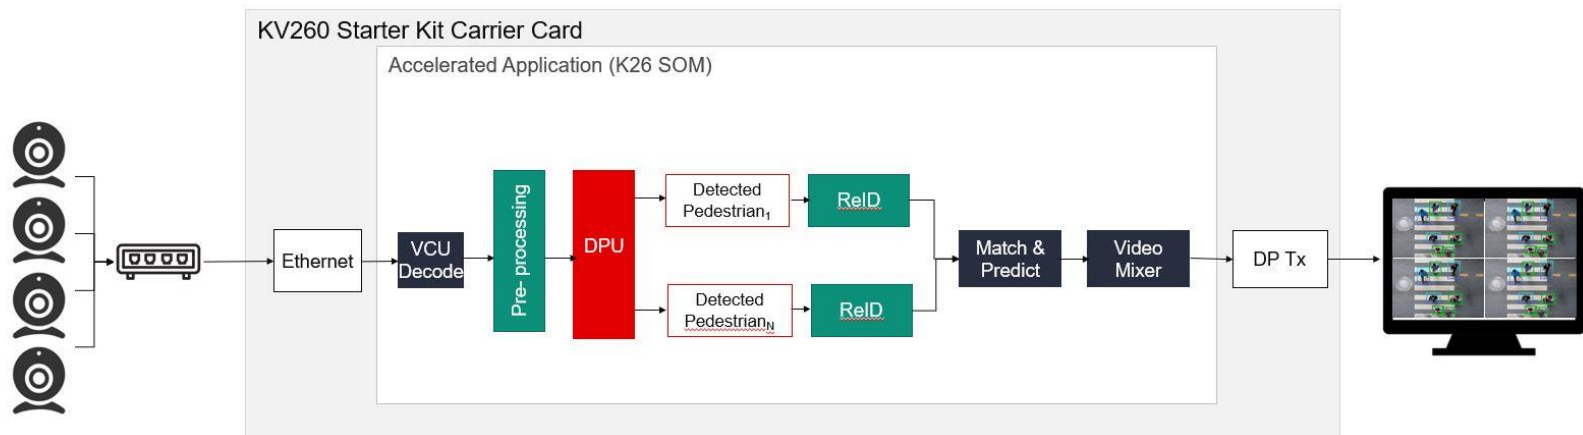 KV260 Starter Kit Carrier Card
Accelerated Application (K26 SOM)
Ethernet
VCU
Decode
Pre- processing
DPU
Detected
Pedestrian₁
ReID
Detected
Pedestrian_N
ReID
Match &
Predict
Video
Mixer
DP Tx